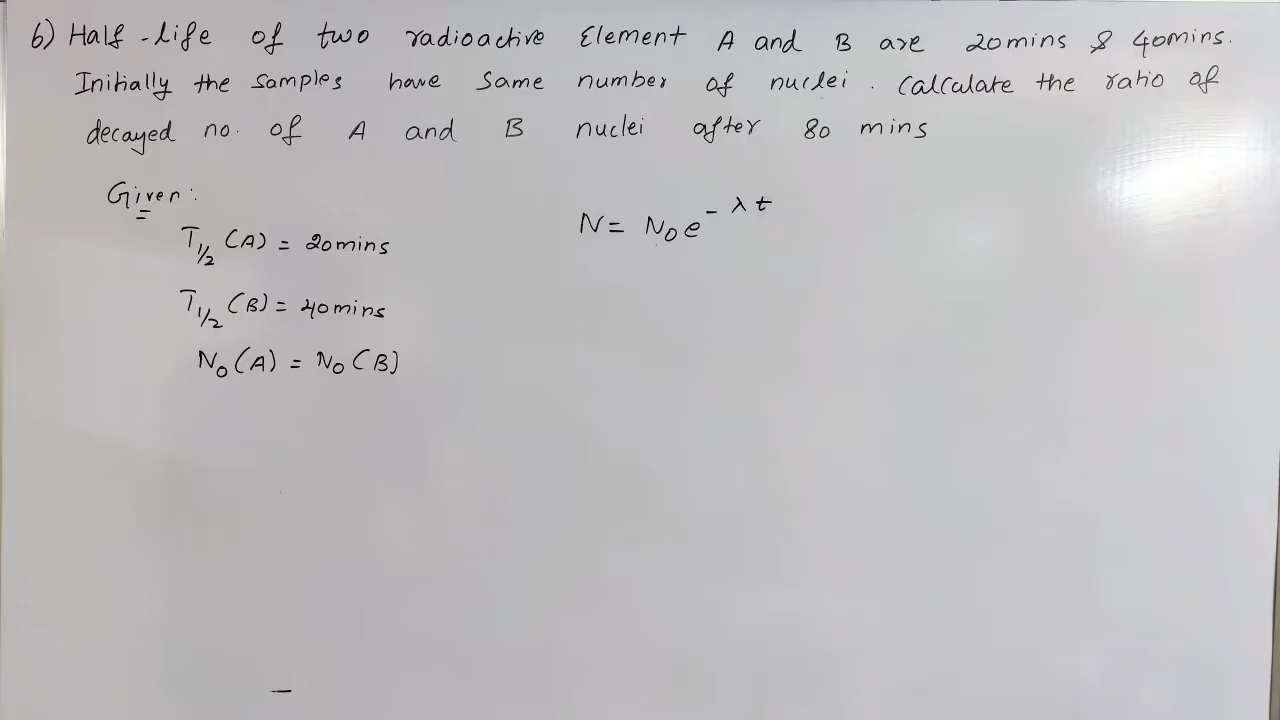 6) Half-life of two radioactive Element A and B are 20mins & 40mins.
Initially the samples have same number of nuclei. Calculate the ratio of
decayed no. of A and B nuclei after 80 mins
Given:
T1/2 (A) = 20mins
N = N0 e^-λt
T1/2 (B) = 40mins
N0 (A) = N0 (B)